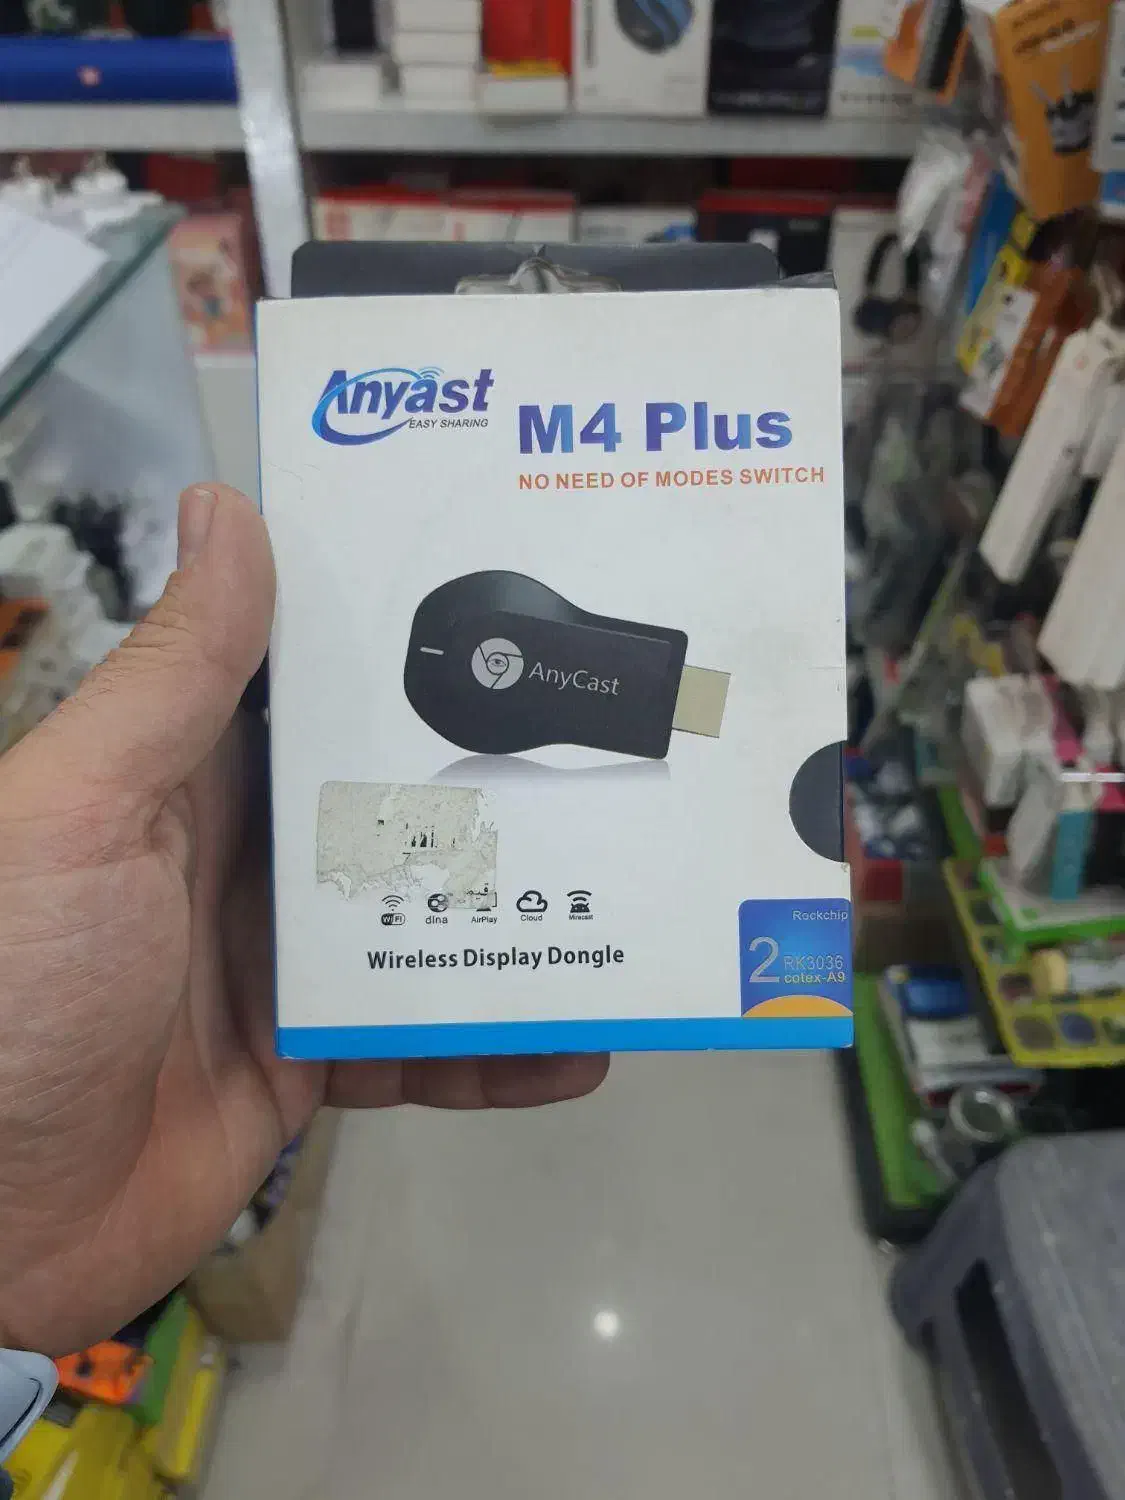 Anyast
EASY SHARING
M4 Plus
NO NEED OF MODES SWITCH
AnyCast
WiFi
dlna
AirPlay
Cloud
Miracast
Wireless Display Dongle
Rockchip
2
RK3036
cotex-A9